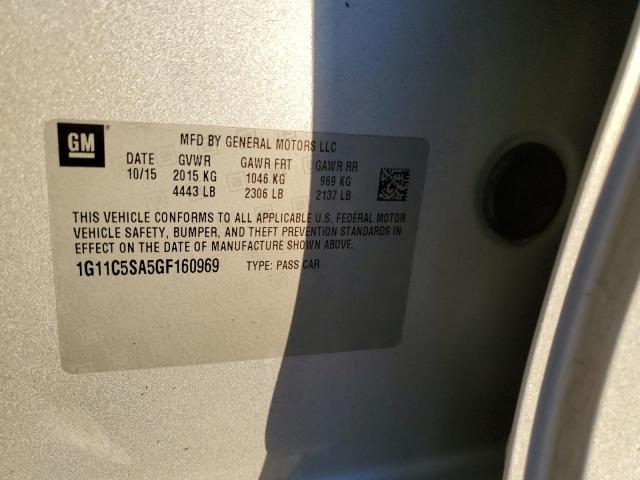 GM
MFD BY GENERAL MOTORS LLC
DATE GVWR GAWR FRT GAWR RR
10/15 2015 KG 1046 KG 969 KG
4443 LB 2306 LB 2137 LB
THIS VEHICLE CONFORMS TO ALL APPLICABLE U.S. FEDERAL MOTOR
VEHICLE SAFETY, BUMPER, AND THEFT PREVENTION STANDARDS IN
EFFECT ON THE DATE OF MANUFACTURE SHOWN ABOVE.
1G11C5SA5GF160969 TYPE: PASS CAR